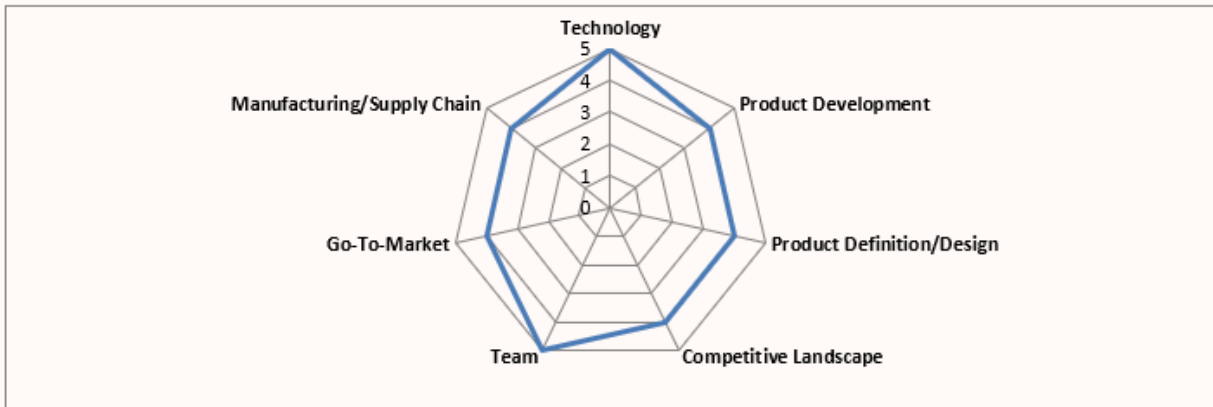 Technology
5
4
3
2
1
0
Manufacturing/Supply Chain
Product Development
Go-To-Market
Product Definition/Design
Team
Competitive Landscape